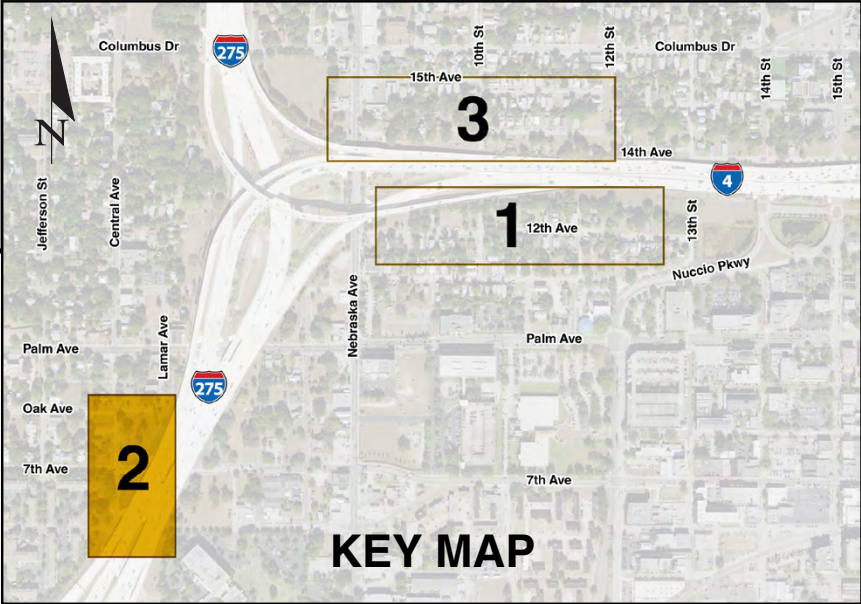 Columbus Dr
275
10th St
12th St
Columbus Dr
14th St
15th St
15th Ave
3
N
14th Ave
4
Jefferson St
Central Ave
1
12th Ave
13th St
Nuccio Pkwy
Nebraska Ave
Lamar Ave
Palm Ave
Palm Ave
275
Oak Ave
2
7th Ave
7th Ave
KEY MAP